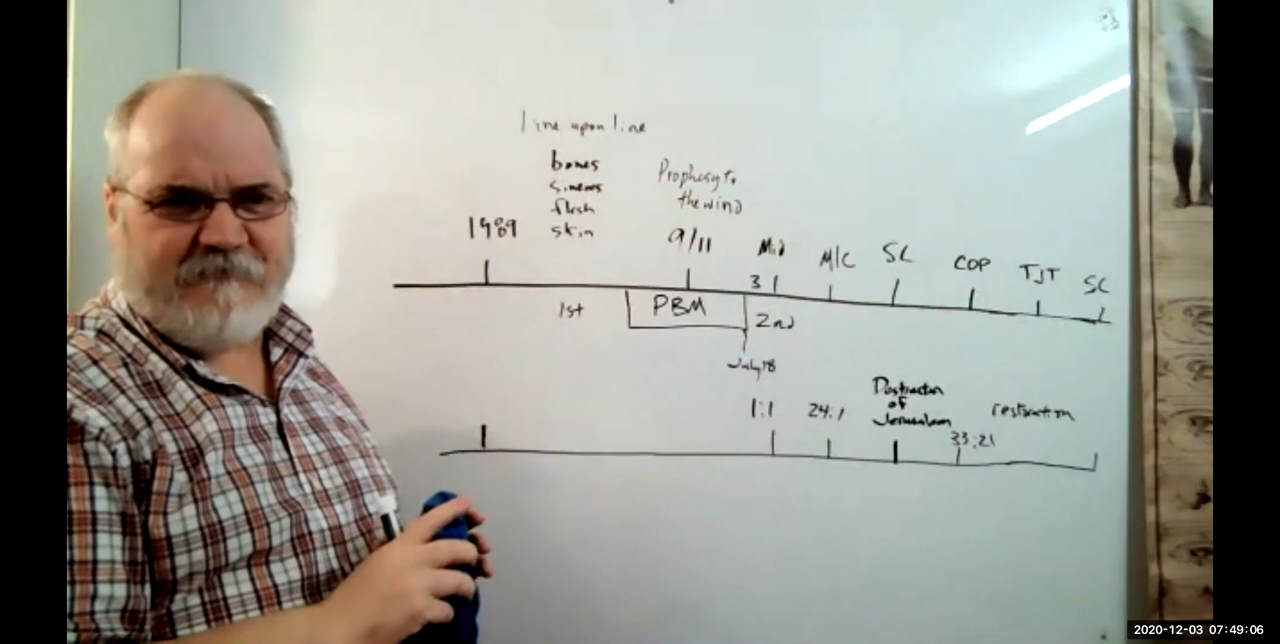 line upon line
bones
sinews
flesh
skin
Prophesy to
the wind
1989
9/11
Mid
M/C
SL
COP
TJT
SL
3
1st
PBM
2nd
July 18
1:1
24:1
Destruction
of
Jerusalem
33:21
restoration
2020-12-03 07:49:06